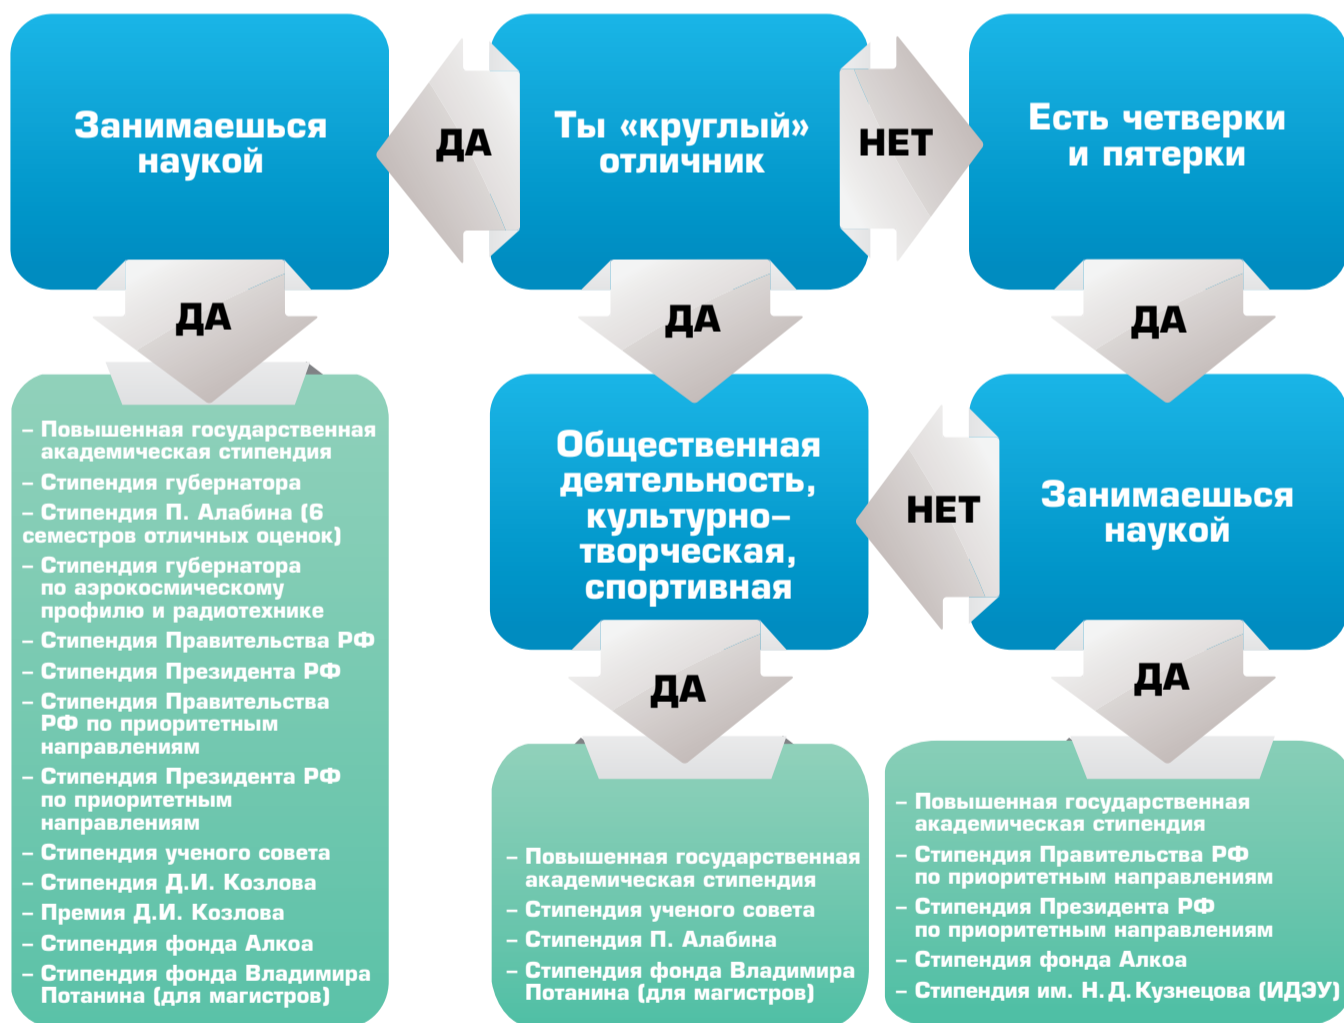 Занимаешься
наукой
ДА
Ты «круглый»
отличник
НЕТ
Есть четверки
и пятерки
ДА
ДА
ДА
– Повышенная государственная
академическая стипендия
– Стипендия губернатора
– Стипендия П. Алабина (6
семестров отличных оценок)
– Стипендия губернатора
по аэрокосмическому
профилю и радиотехнике
– Стипендия Правительства РФ
– Стипендия Президента РФ
– Стипендия Правительства
РФ по приоритетным
направлениям
– Стипендия Президента РФ
по приоритетным
направлениям
– Стипендия ученого совета
– Стипендия Д.И. Козлова
– Премия Д.И. Козлова
– Стипендия фонда Алкоа
– Стипендия фонда Владимира
Потанина (для магистров)
Общественная
деятельность,
культурно–
творческая,
спортивная
НЕТ
Занимаешься
наукой
ДА
ДА
– Повышенная государственная
академическая стипендия
– Стипендия ученого совета
– Стипендия П. Алабина
– Стипендия фонда Владимира
Потанина (для магистров)
– Повышенная государственная
академическая стипендия
– Стипендия Правительства РФ
по приоритетным направлениям
– Стипендия Президента РФ
по приоритетным направлениям
– Стипендия фонда Алкоа
– Стипендия им. Н.Д.Кузнецова (ИДЭУ)